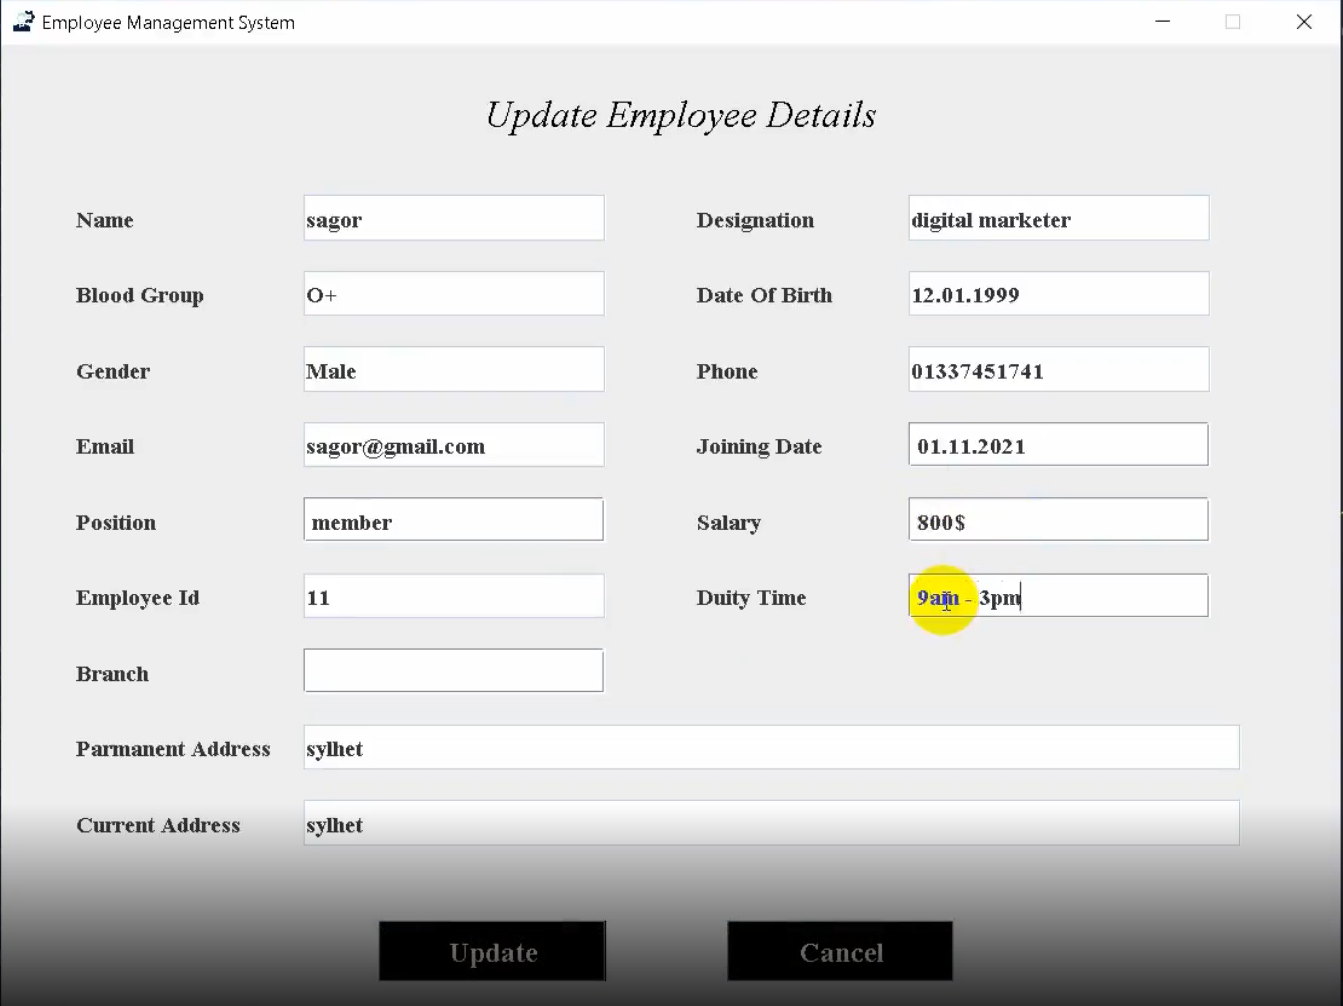 Employee Management System
Update Employee Details
Name sagor Designation digital marketer
Blood Group O+ Date Of Birth 12.01.1999
Gender Male Phone 01337451741
Email sagor@gmail.com Joining Date 01.11.2021
Position member Salary 800$
Employee Id 11 Duity Time 9am - 3pm
Branch
Parmanent Address sylhet
Current Address sylhet
Update Cancel